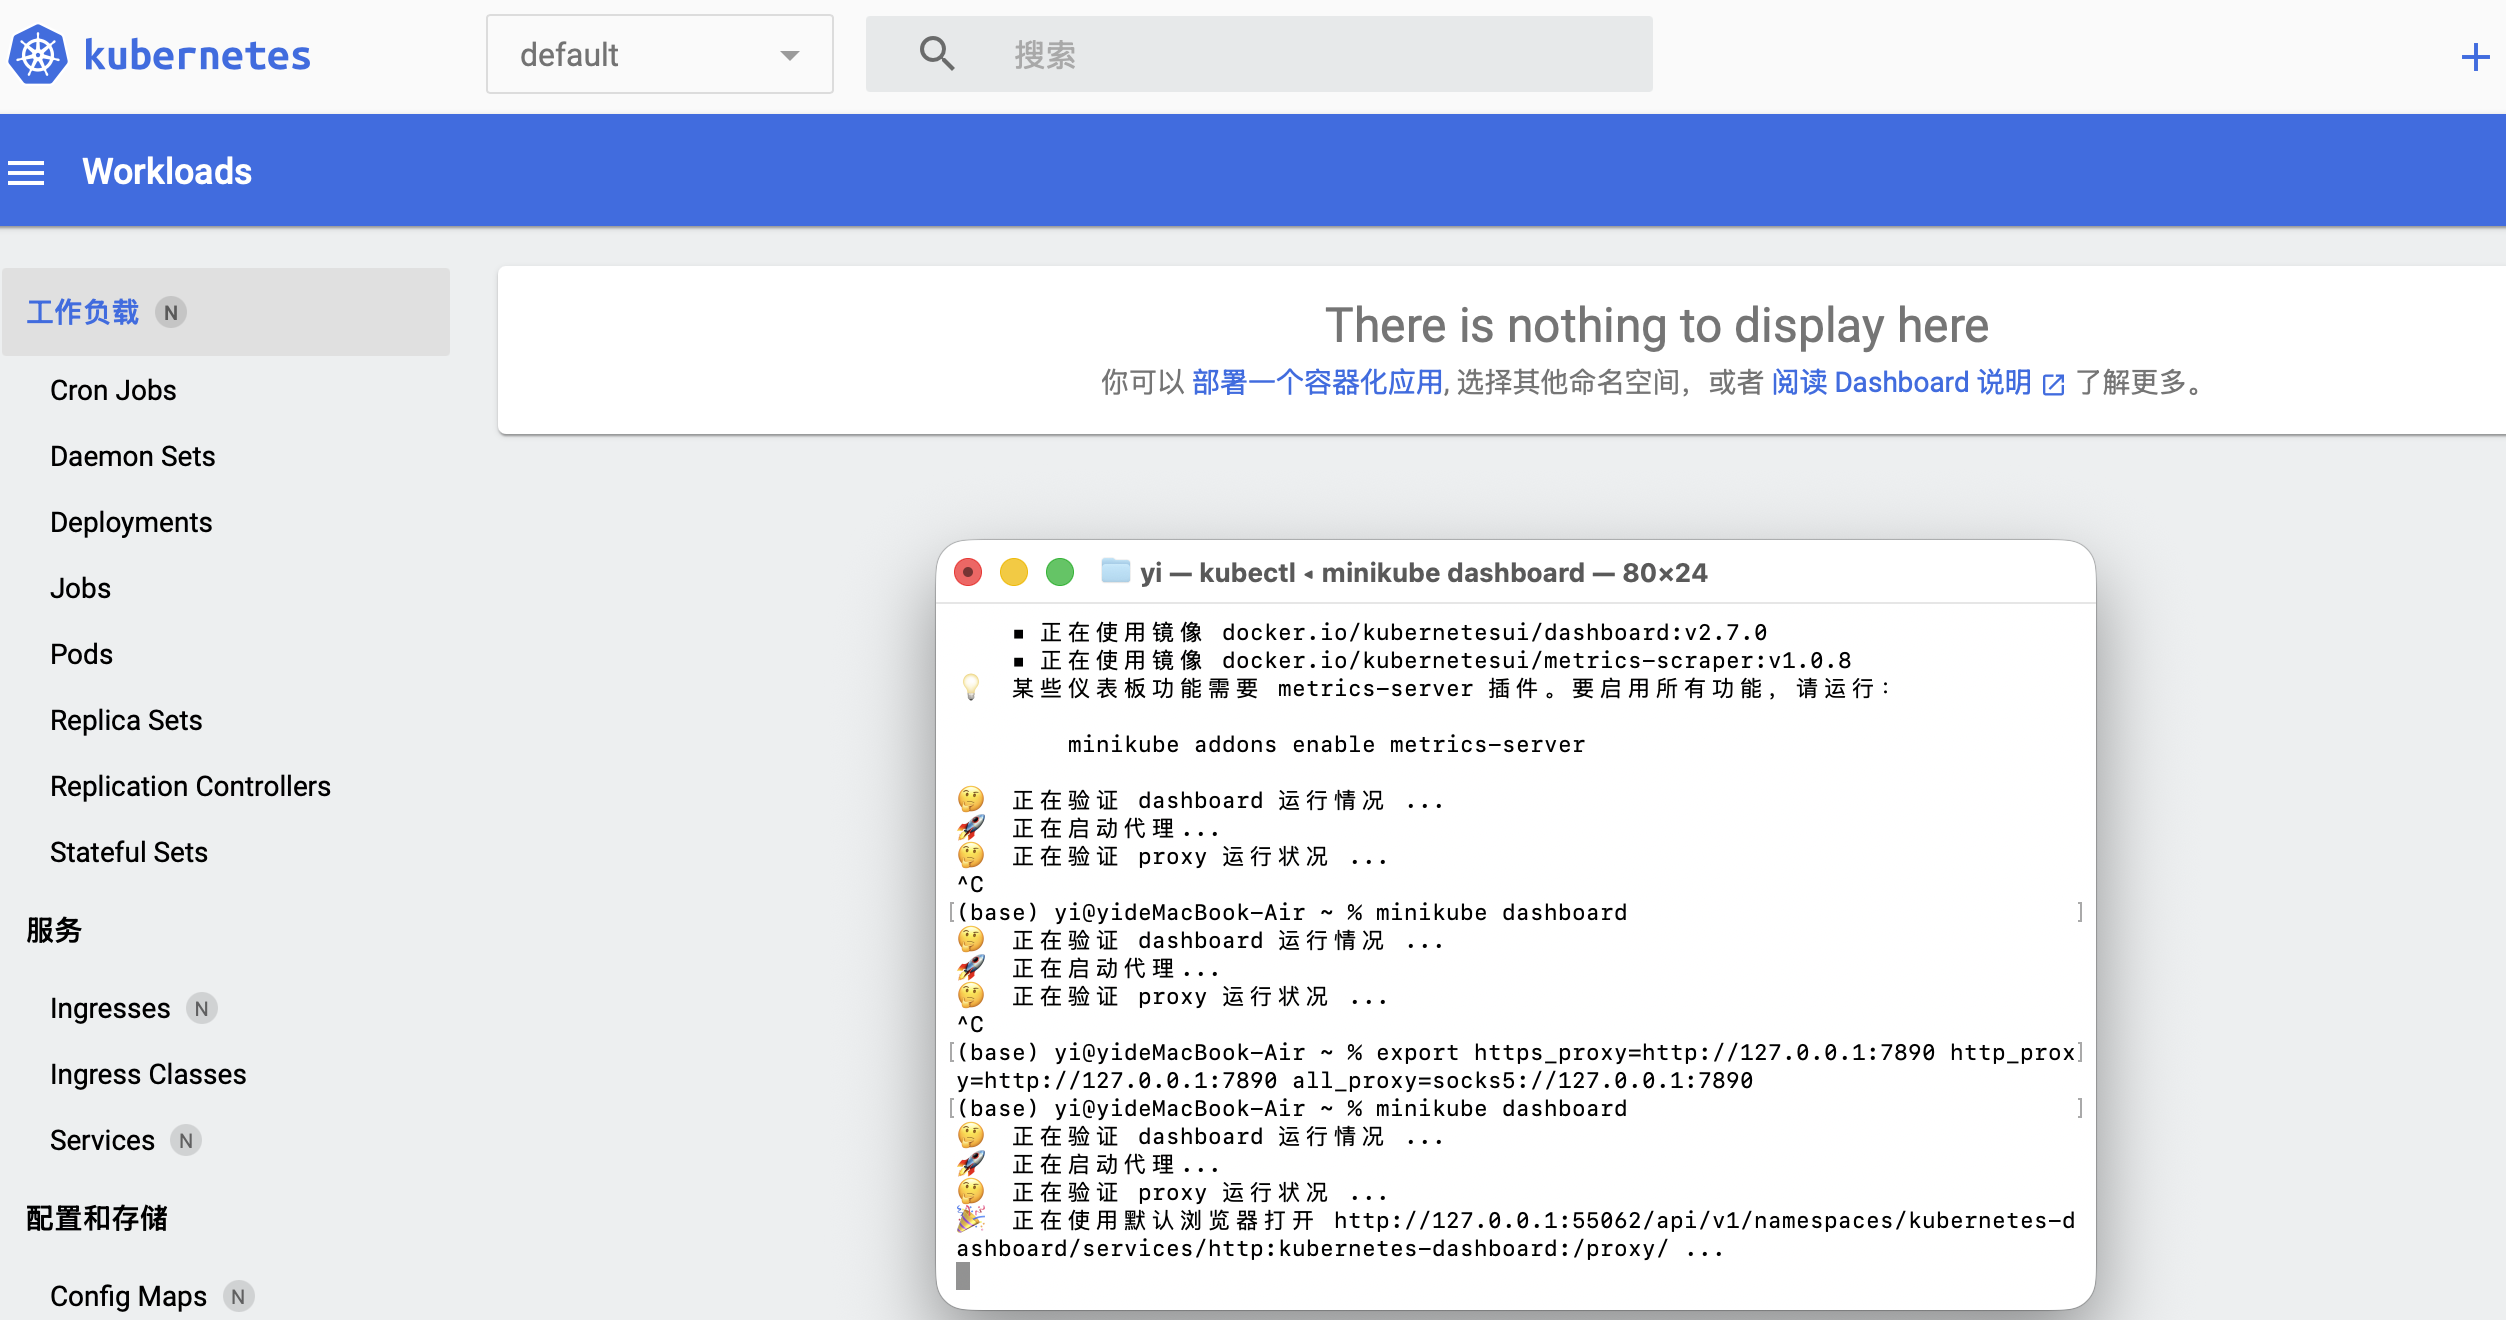 kubernetes
default
搜索
Workloads
工作负载 N
Cron Jobs
Daemon Sets
Deployments
Jobs
Pods
Replica Sets
Replication Controllers
Stateful Sets
服务
Ingresses N
Ingress Classes
Services N
配置和存储
Config Maps N
There is nothing to display here
你可以 部署一个容器化应用, 选择其他命名空间，或者 阅读 Dashboard 说明 了解更多。
yi — kubectl ◂ minikube dashboard — 80×24
▪ 正在使用镜像 docker.io/kubernetesui/dashboard:v2.7.0
▪ 正在使用镜像 docker.io/kubernetesui/metrics-scraper:v1.0.8
💡 某些仪表板功能需要 metrics-server 插件。要启用所有功能，请运行：
minikube addons enable metrics-server
🤔 正在验证 dashboard 运行情况 ...
🚀 正在启动代理...
🤔 正在验证 proxy 运行状况 ...
^C
[(base) yi@yideMacBook-Air ~ % minikube dashboard ]
🤔 正在验证 dashboard 运行情况 ...
🚀 正在启动代理...
🤔 正在验证 proxy 运行状况 ...
^C
[(base) yi@yideMacBook-Air ~ % export https_proxy=http://127.0.0.1:7890 http_prox]
y=http://127.0.0.1:7890 all_proxy=socks5://127.0.0.1:7890
[(base) yi@yideMacBook-Air ~ % minikube dashboard ]
🤔 正在验证 dashboard 运行情况 ...
🚀 正在启动代理...
🤔 正在验证 proxy 运行状况 ...
🎉 正在使用默认浏览器打开 http://127.0.0.1:55062/api/v1/namespaces/kubernetes-d
ashboard/services/http:kubernetes-dashboard:/proxy/ ...